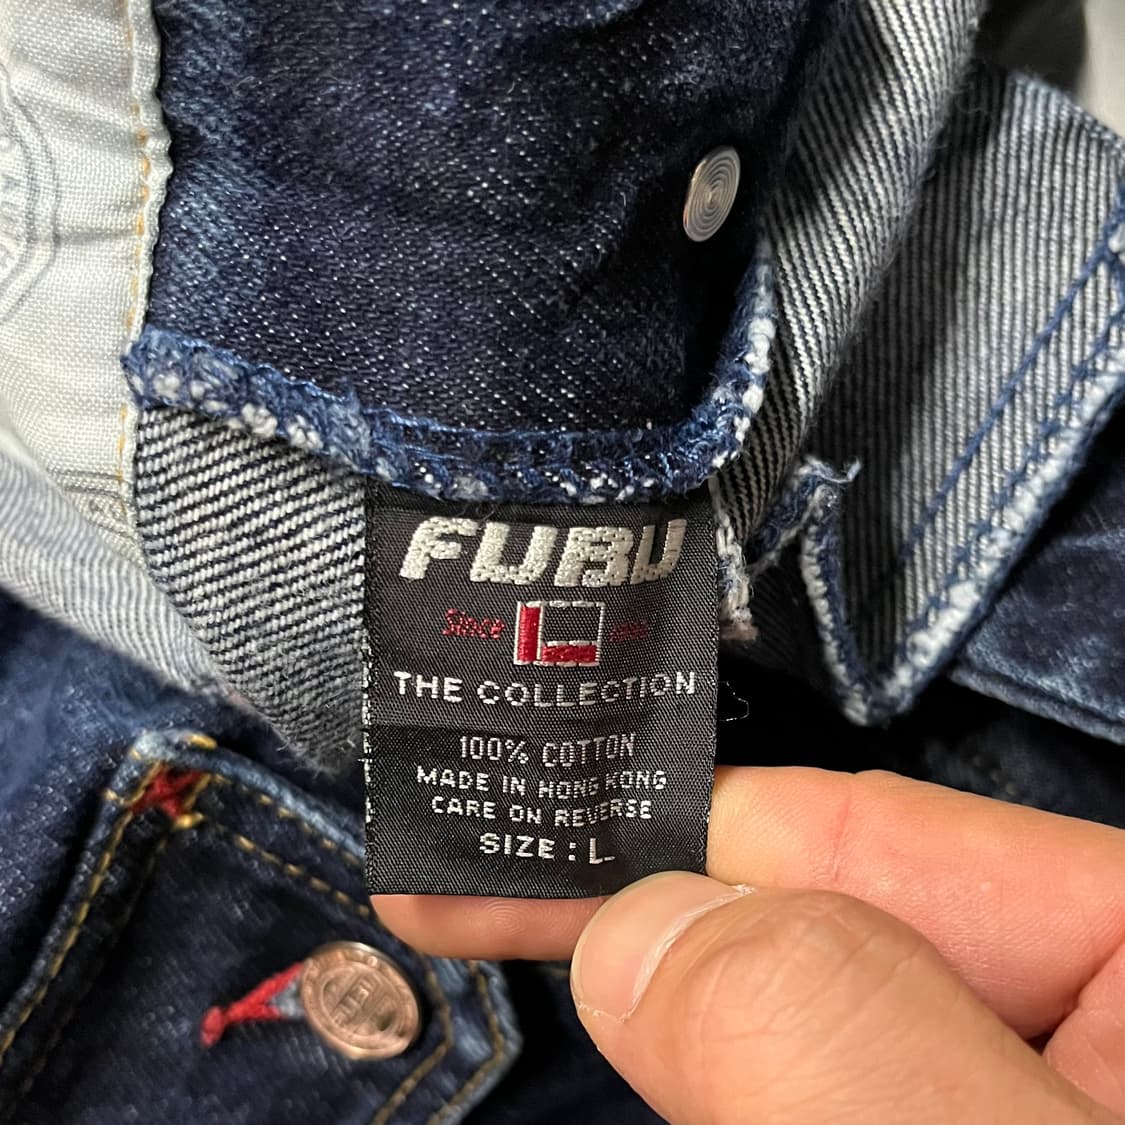 FUBU
Since
THE COLLECTION
100% COTTON
MADE IN HONG KONG
CARE ON REVERSE
SIZE : L